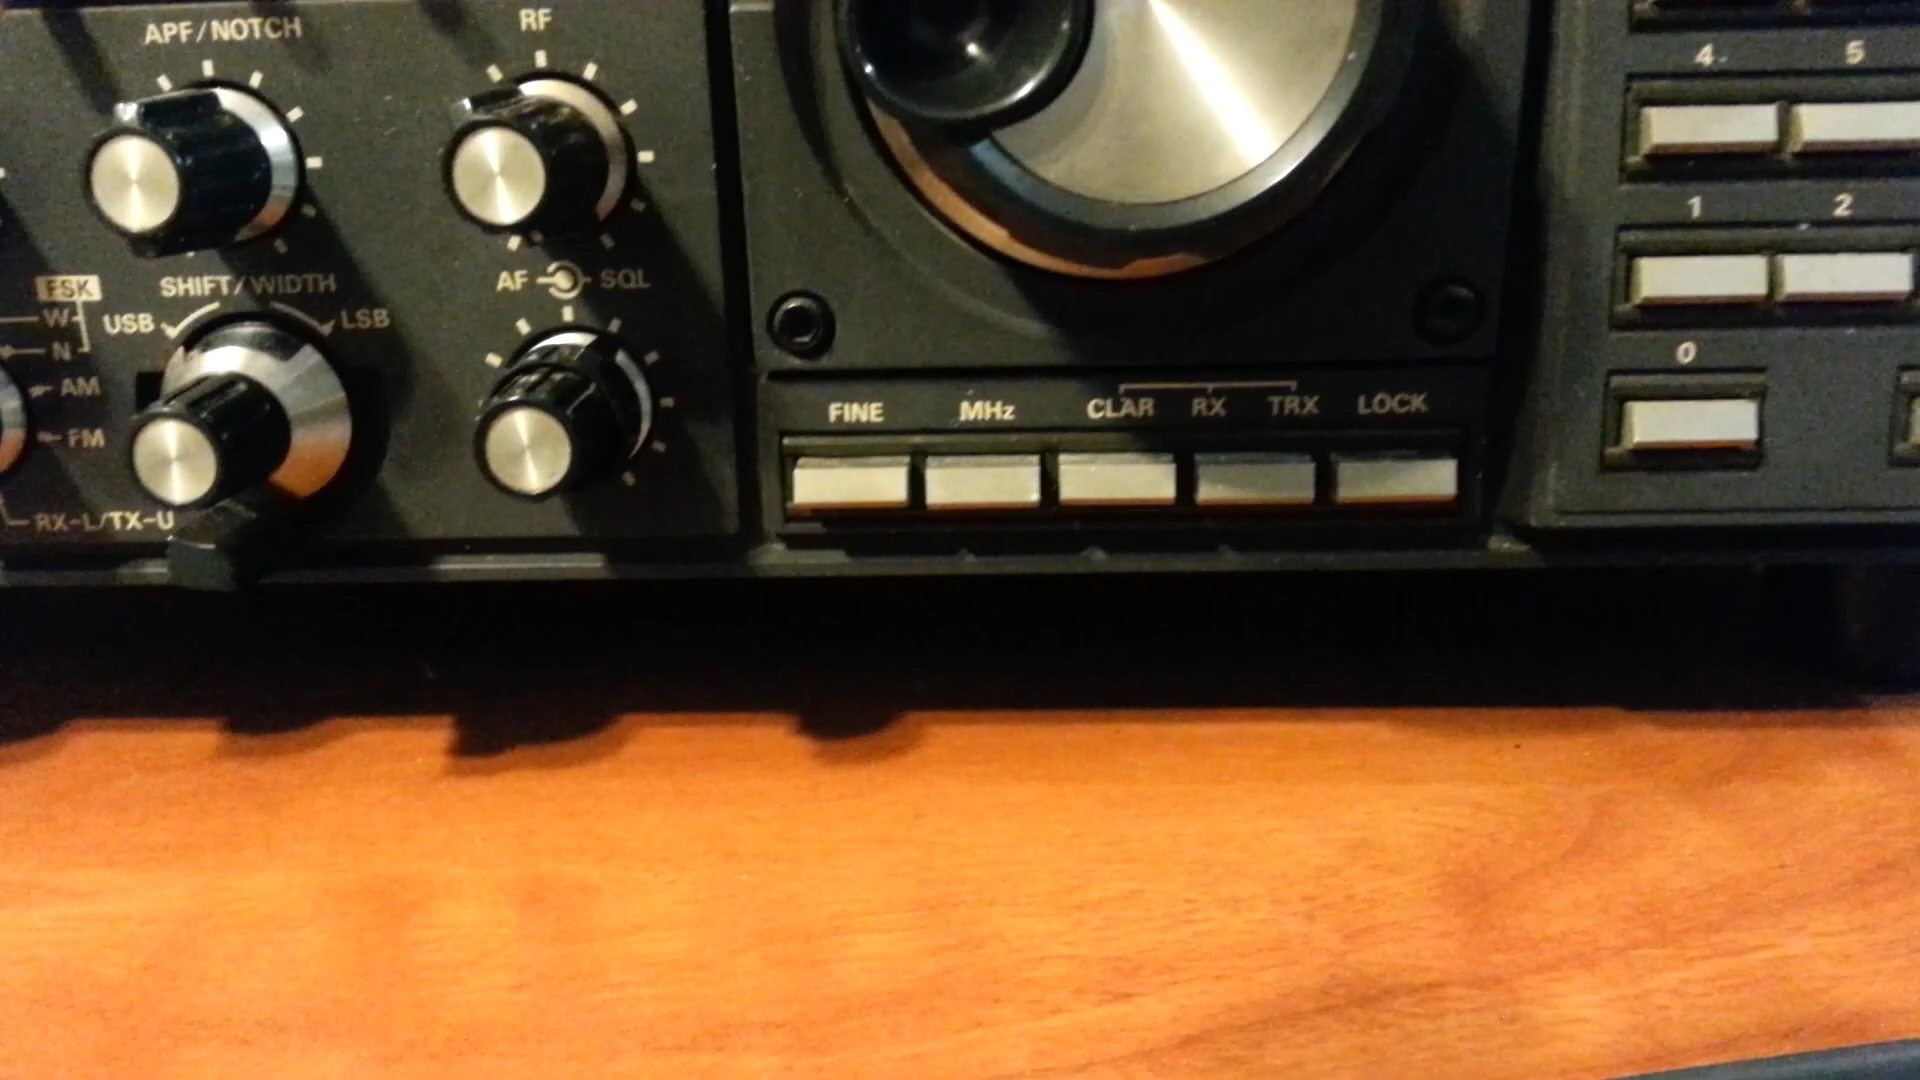 APF/NOTCH
RF
4
5
1
2
FSK
W
N
AM
FM
SHIFT/WIDTH
USB
LSB
RX-L/TX-U
AF
SQL
0
FINE
MHz
CLAR
RX
TRX
LOCK